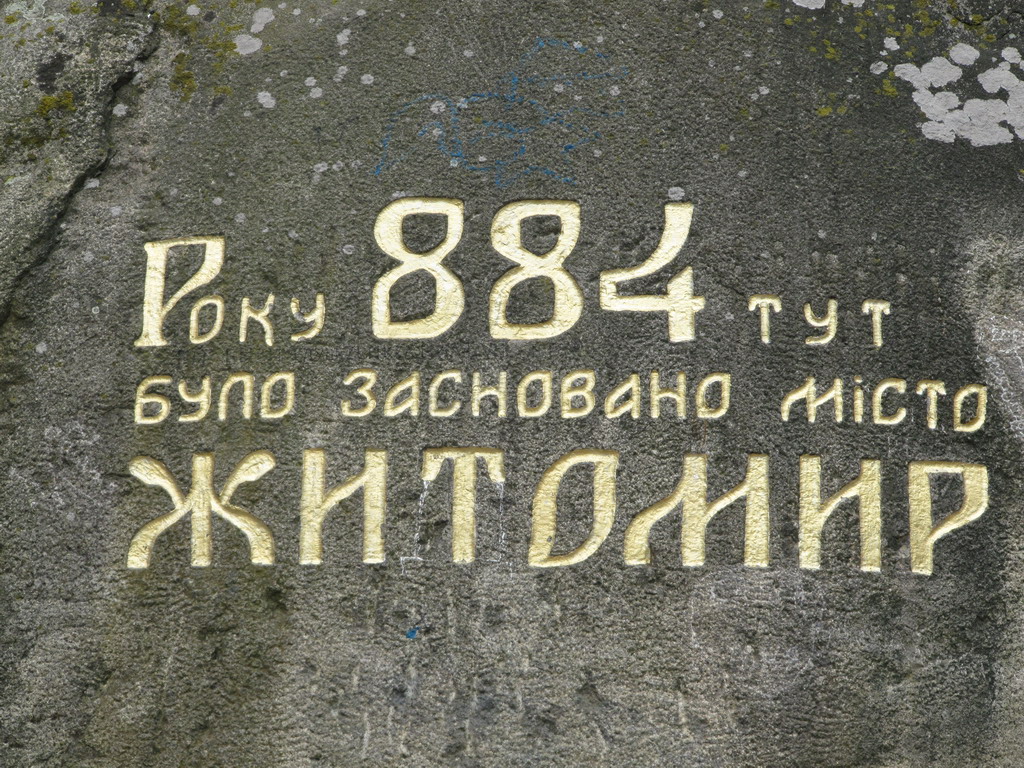 Року 884 тут
було засновано місто
ЖИТОМИР